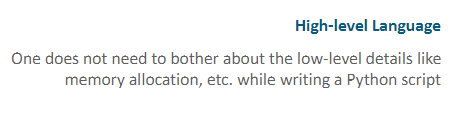 High-level Language
One does not need to bother about the low-level details like
memory allocation, etc. while writing a Python script